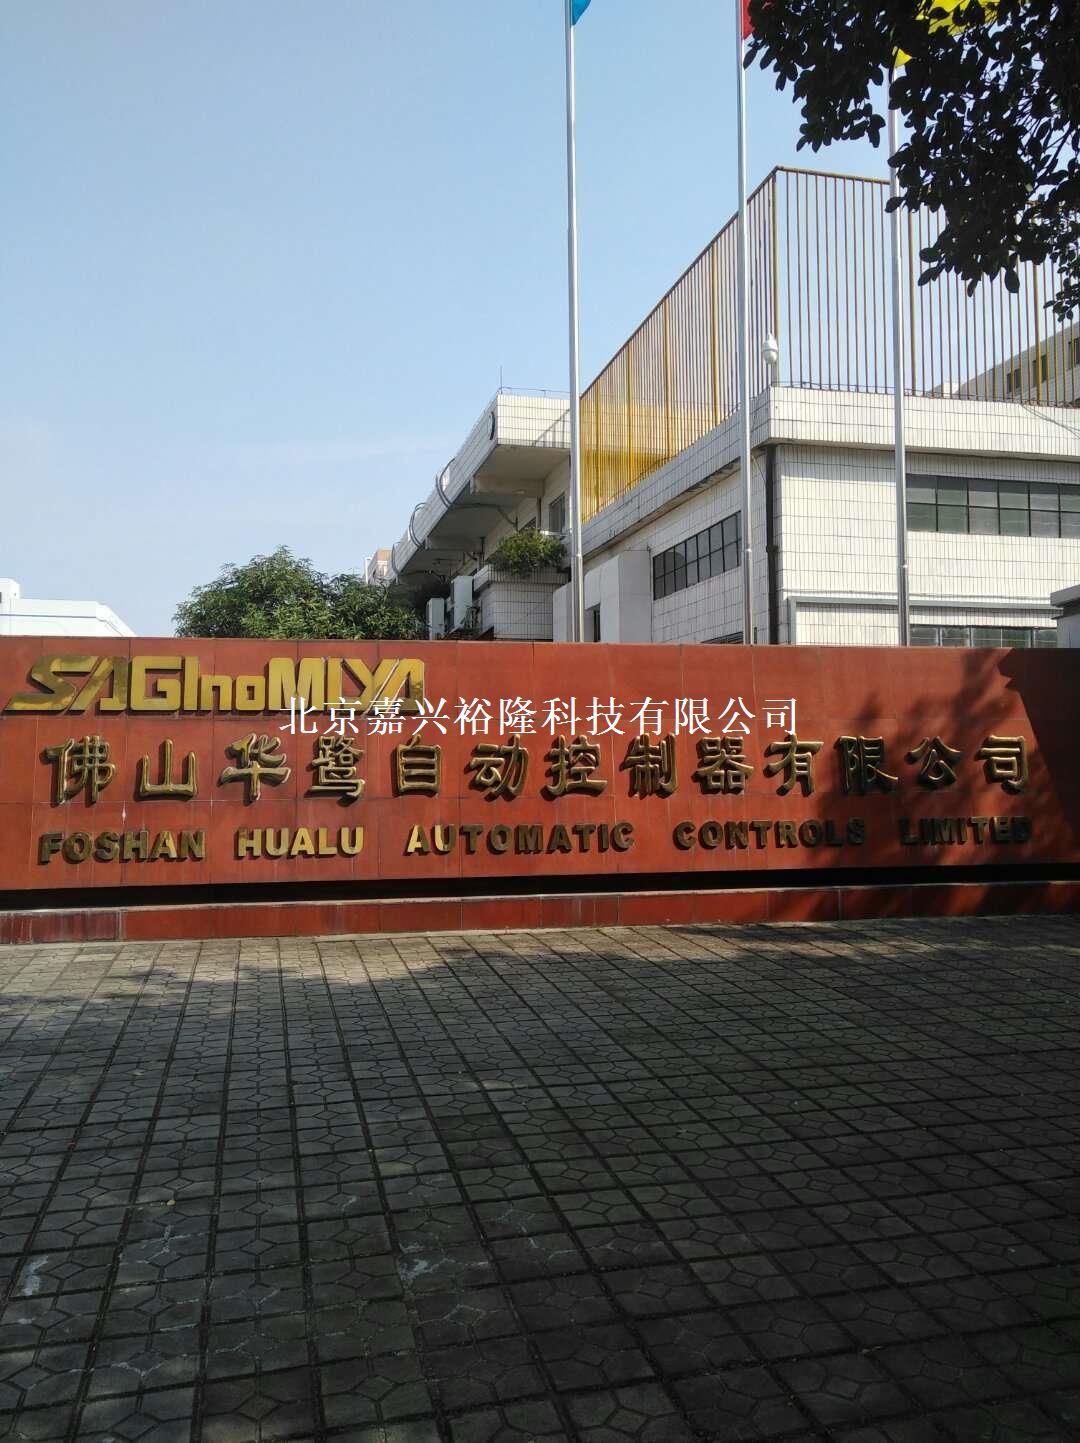 SAGInoMIYA
北京嘉兴裕隆科技有限公司
佛山华鹭自动控制器有限公司
FOSHAN HUALU AUTOMATIC CONTROLS LIMITED